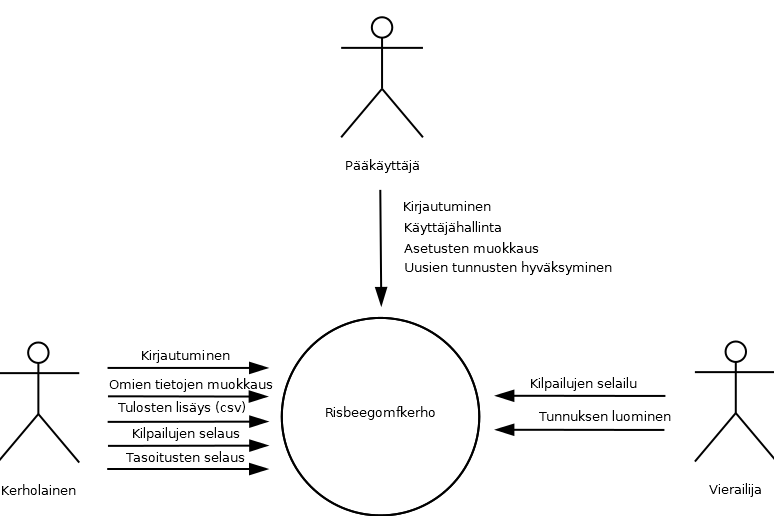 Pääkäyttäjä
Kirjautuminen
Käyttäjähallinta
Asetusten muokkaus
Uusien tunnusten hyväksyminen
Kirjautuminen
Omien tietojen muokkaus
Tulosten lisäys (csv)
Kilpailujen selaus
Tasoitusten selaus
Kerholainen
Risbeegomfkerho
Kilpailujen selailu
Tunnuksen luominen
Vierailija